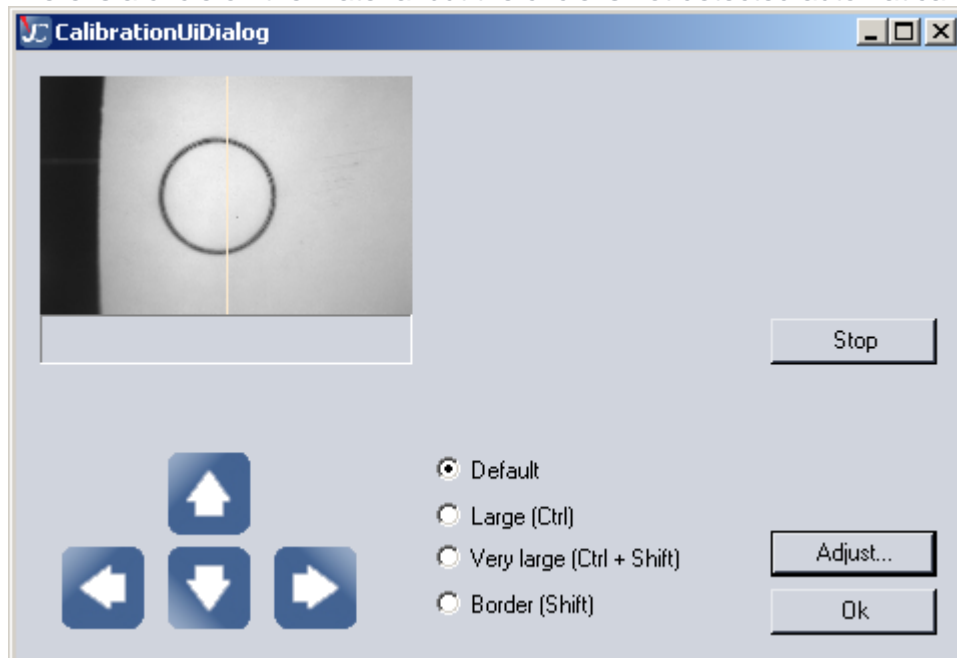 CalibrationUiDialog
Stop
Default
Large (Ctrl)
Very large (Ctrl + Shift)
Adjust...
Border (Shift)
Ok